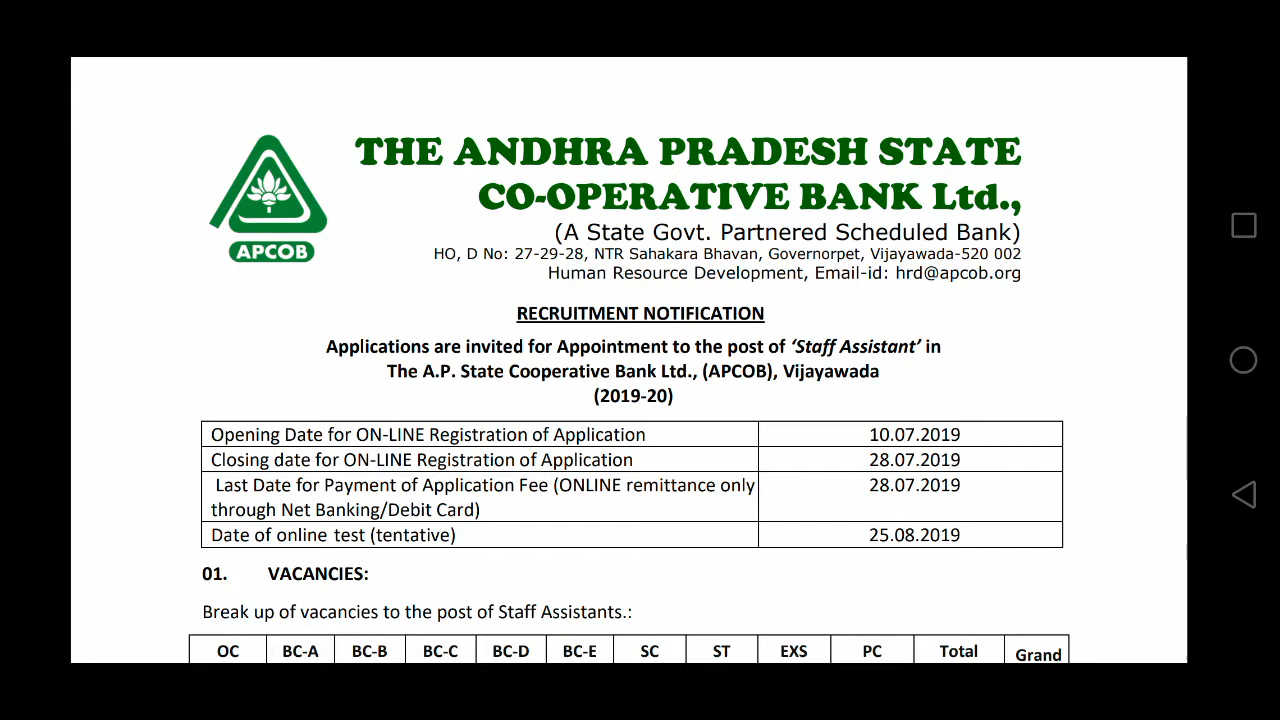 THE ANDHRA PRADESH STATE
CO-OPERATIVE BANK Ltd.,
(A State Govt. Partnered Scheduled Bank)
HO, D No: 27-29-28, NTR Sahakara Bhavan, Governorpet, Vijayawada-520 002
Human Resource Development, Email-id: hrd@apcob.org
APCOB
RECRUITMENT NOTIFICATION
Applications are invited for Appointment to the post of ‘Staff Assistant’ in
The A.P. State Cooperative Bank Ltd., (APCOB), Vijayawada
(2019-20)
Opening Date for ON-LINE Registration of Application 10.07.2019
Closing date for ON-LINE Registration of Application 28.07.2019
Last Date for Payment of Application Fee (ONLINE remittance only 28.07.2019
through Net Banking/Debit Card)
Date of online test (tentative) 25.08.2019
01. VACANCIES:
Break up of vacancies to the post of Staff Assistants.:
OC BC-A BC-B BC-C BC-D BC-E SC ST EXS PC Total Grand